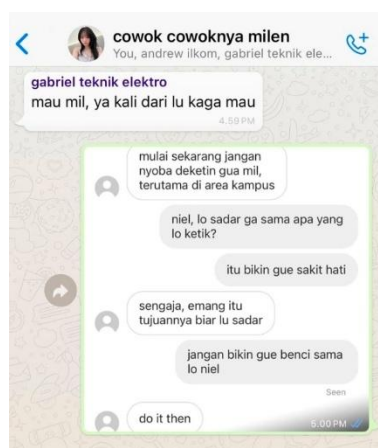 cowok cowoknya milen
You, andrew ilkom, gabriel teknik ele...
gabriel teknik elektro
mau mil, ya kali dari lu kaga mau
4.59 PM
mulai sekarang jangan
nyoba deketin gua mil,
terutama di area kampus
niel, lo sadar ga sama apa yang
lo ketik?
itu bikin gue sakit hati
sengaja, emang itu
tujuannya biar lu sadar
jangan bikin gue benci sama
lo niel
Seen
do it then
5.00 PM